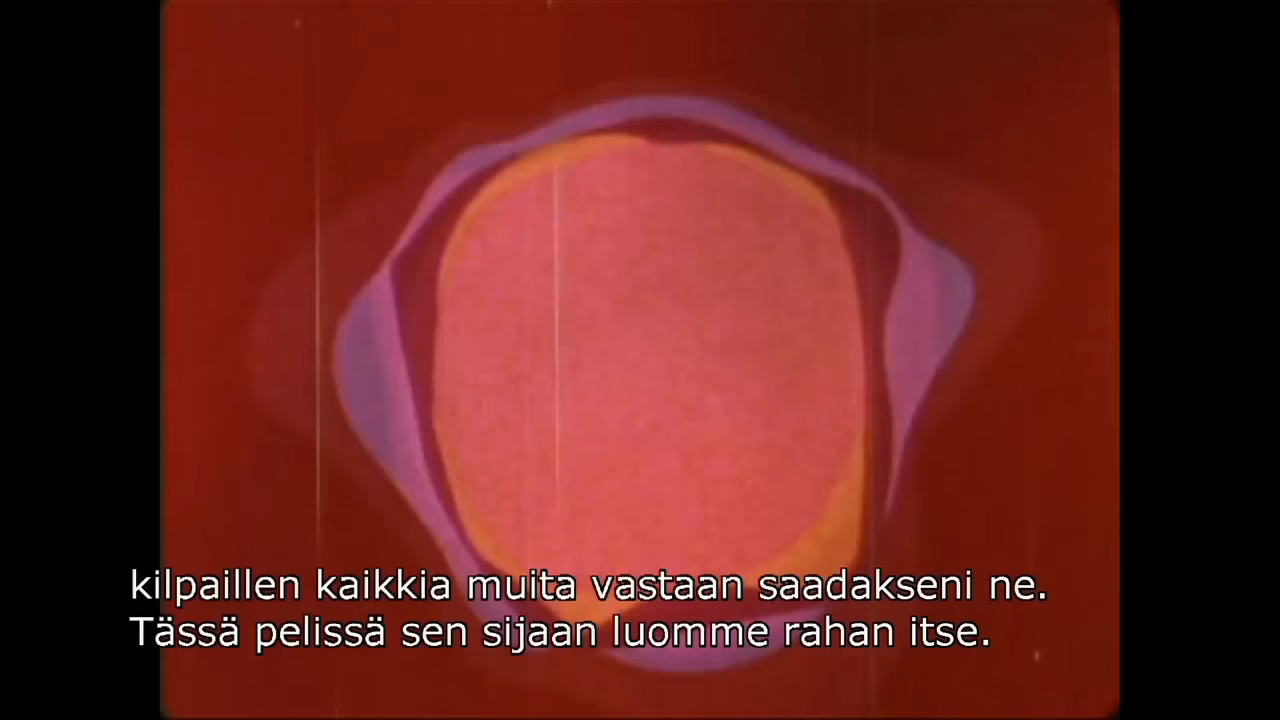 kilpaillen kaikkia muita vastaan saadakseni ne.
Tässä pelissä sen sijaan luomme rahan itse.